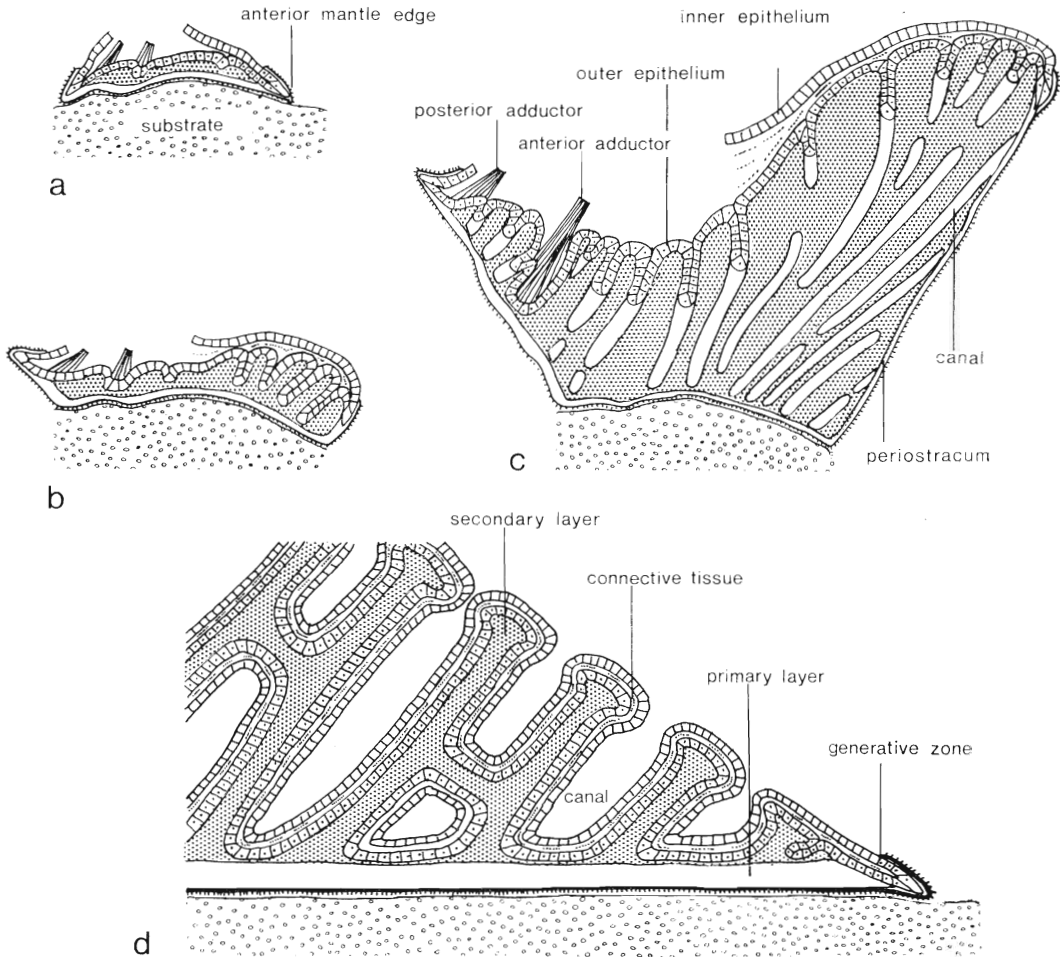 anterior mantle edge
substrate
a
inner epithelium
outer epithelium
posterior adductor
anterior adductor
canal
periostracum
b
c
secondary layer
connective tissue
primary layer
generative zone
canal
d